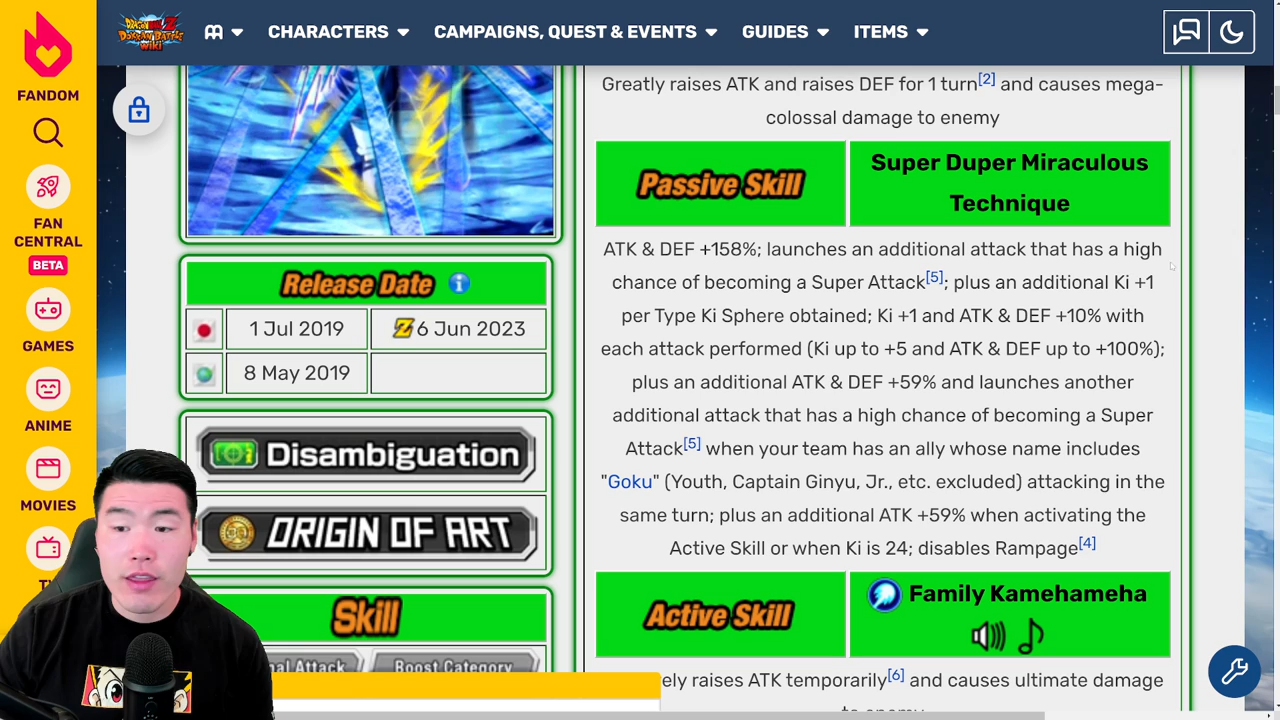 FANDOM
FAN
CENTRAL
BETA
GAMES
ANIME
MOVIES
DRAGON BALL Z
DOKKAN BATTLE
WIKI
CHARACTERS
CAMPAIGNS, QUEST & EVENTS
GUIDES
ITEMS
Release Date
1 Jul 2019
Z 6 Jun 2023
8 May 2019
Disambiguation
ORIGIN OF ART
Skill
Boost Category
Greatly raises ATK and raises DEF for 1 turn[2] and causes mega-
colossal damage to enemy
Passive Skill
Super Duper Miraculous
Technique
ATK & DEF +158%; launches an additional attack that has a high
chance of becoming a Super Attack[5]; plus an additional Ki +1
per Type Ki Sphere obtained; Ki +1 and ATK & DEF +10% with
each attack performed (Ki up to +5 and ATK & DEF up to +100%);
plus an additional ATK & DEF +59% and launches another
additional attack that has a high chance of becoming a Super
Attack[5] when your team has an ally whose name includes
"Goku" (Youth, Captain Ginyu, Jr., etc. excluded) attacking in the
same turn; plus an additional ATK +59% when activating the
Active Skill or when Ki is 24; disables Rampage[4]
Active Skill
Family Kamehameha
raises ATK temporarily[6] and causes ultimate damage